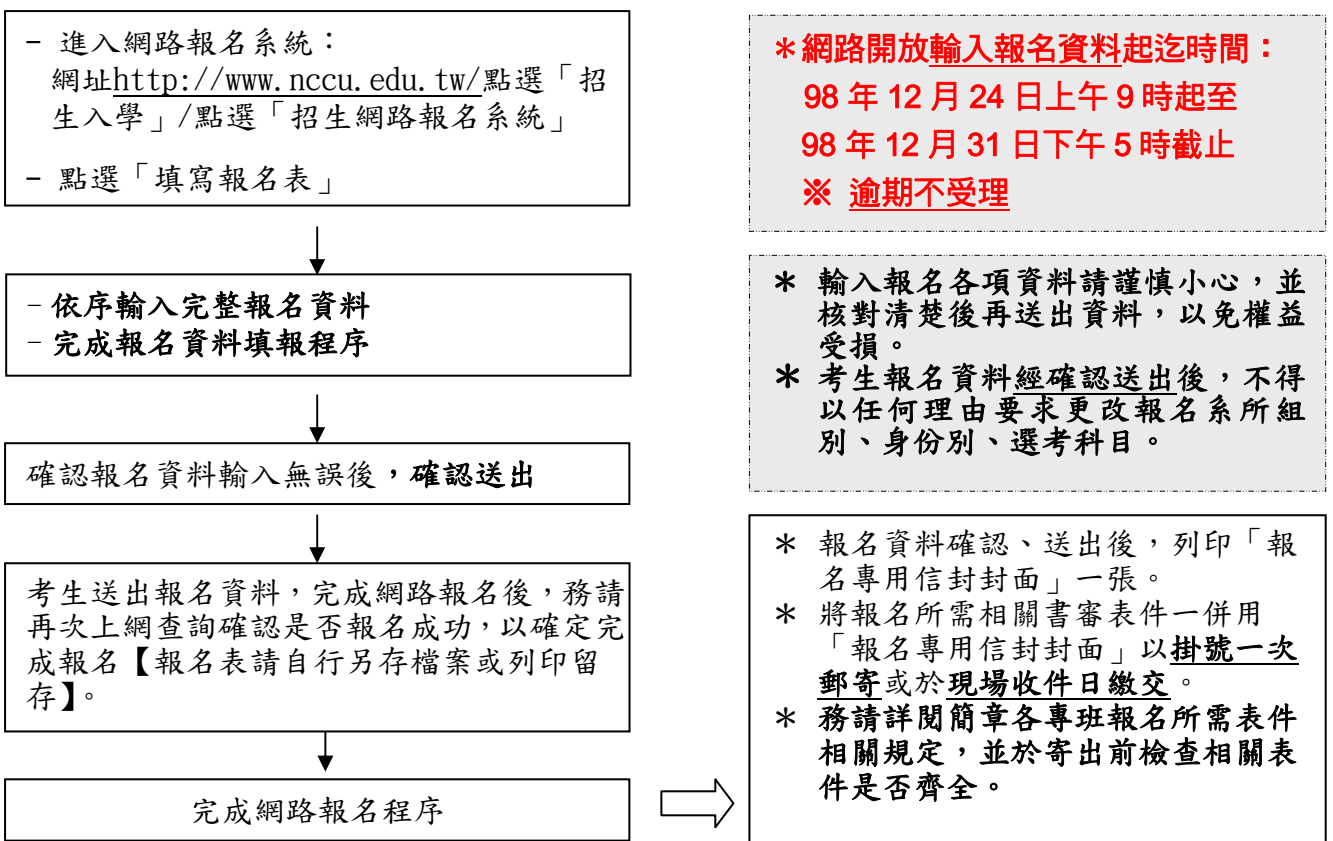 - 進入網路報名系統：
網址http://www.nccu.edu.tw/點選「招
生入學」/點選「招生網路報名系統」
- 點選「填寫報名表」
-依序輸入完整報名資料
-完成報名資料填報程序
確認報名資料輸入無誤後，確認送出
考生送出報名資料，完成網路報名後，務請
再次上網查詢確認是否報名成功，以確定完
成報名【報名表請自行另存檔案或列印留
存】。
完成網路報名程序
＊網路開放輸入報名資料起迄時間：
98 年 12 月 24 日上午 9 時起至
98 年 12 月 31 日下午 5 時截止
※ 逾期不受理
＊ 輸入報名各項資料請謹慎小心，並
核對清楚後再送出資料，以免權益
受損。
＊ 考生報名資料經確認送出後，不得
以任何理由要求更改報名系所組
別、身份別、選考科目。
＊ 報名資料確認、送出後，列印「報
名專用信封封面」一張。
＊ 將報名所需相關書審表件一併用
「報名專用信封封面」以掛號一次
郵寄或於現場收件日繳交。
＊ 務請詳閱簡章各專班報名所需表件
相關規定，並於寄出前檢查相關表
件是否齊全。